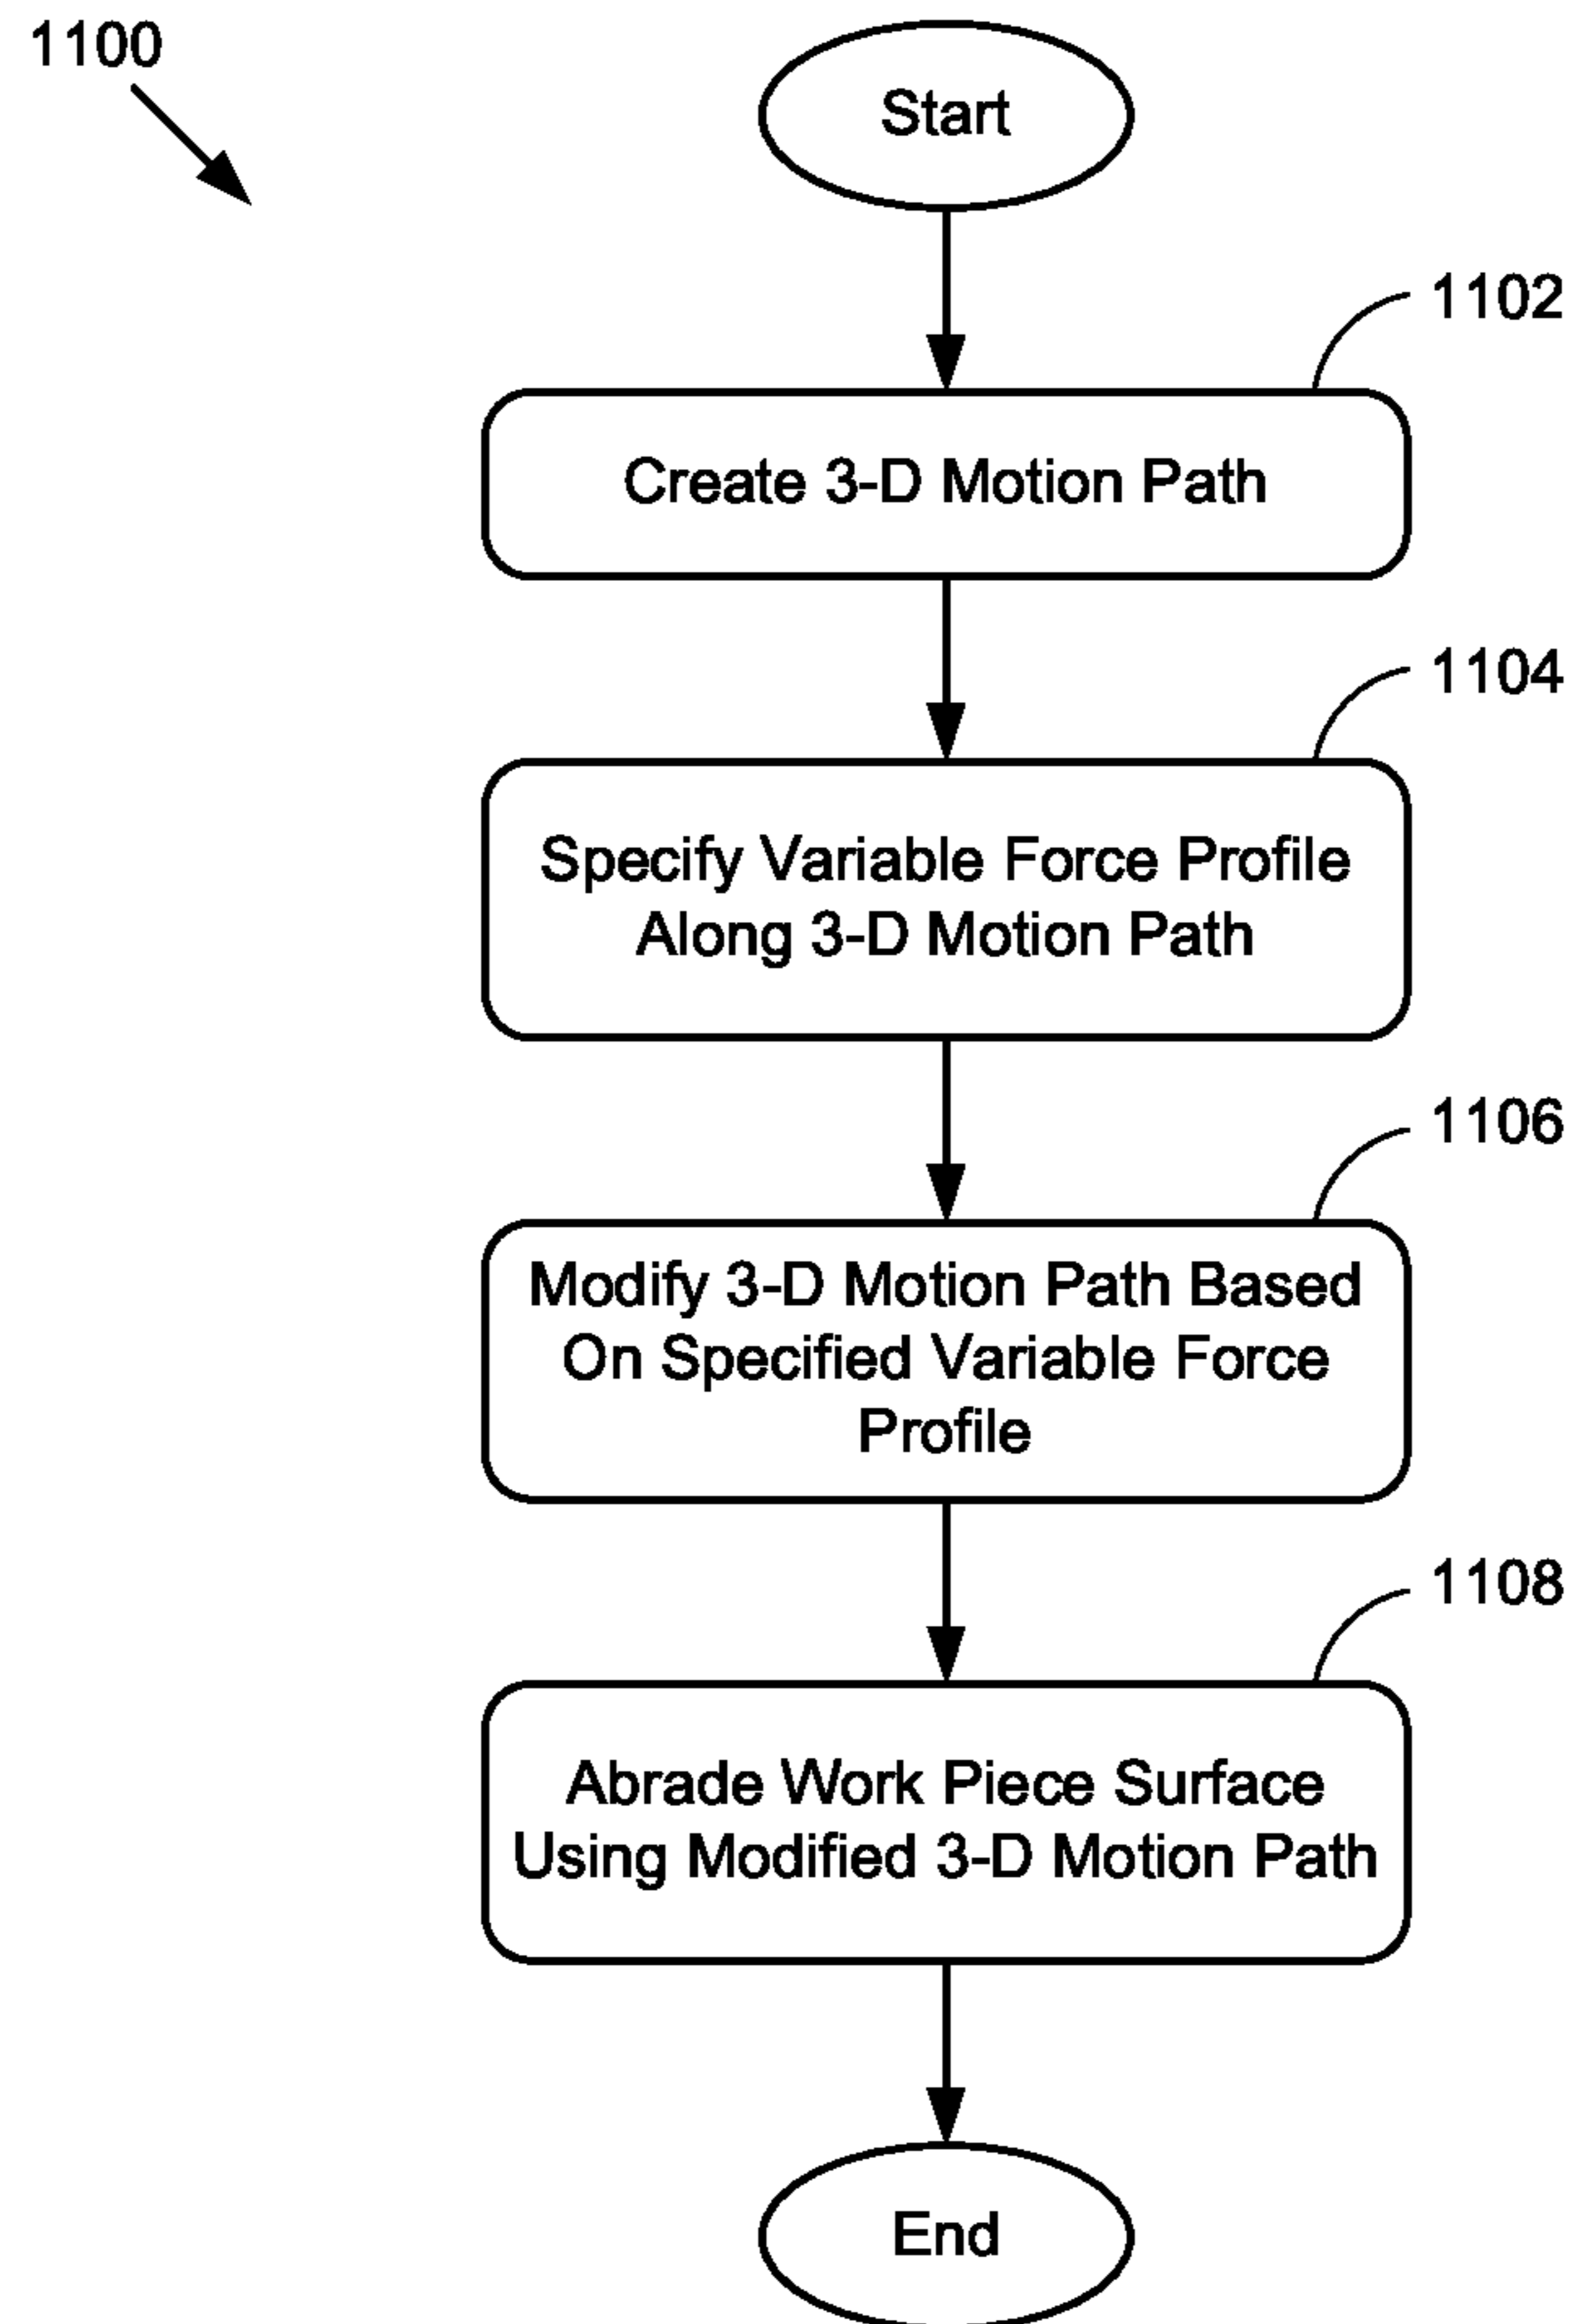 1100
Start
1102
Create 3-D Motion Path
1104
Specify Variable Force Profile
Along 3-D Motion Path
1106
Modify 3-D Motion Path Based
On Specified Variable Force
Profile
1108
Abrade Work Piece Surface
Using Modified 3-D Motion Path
End